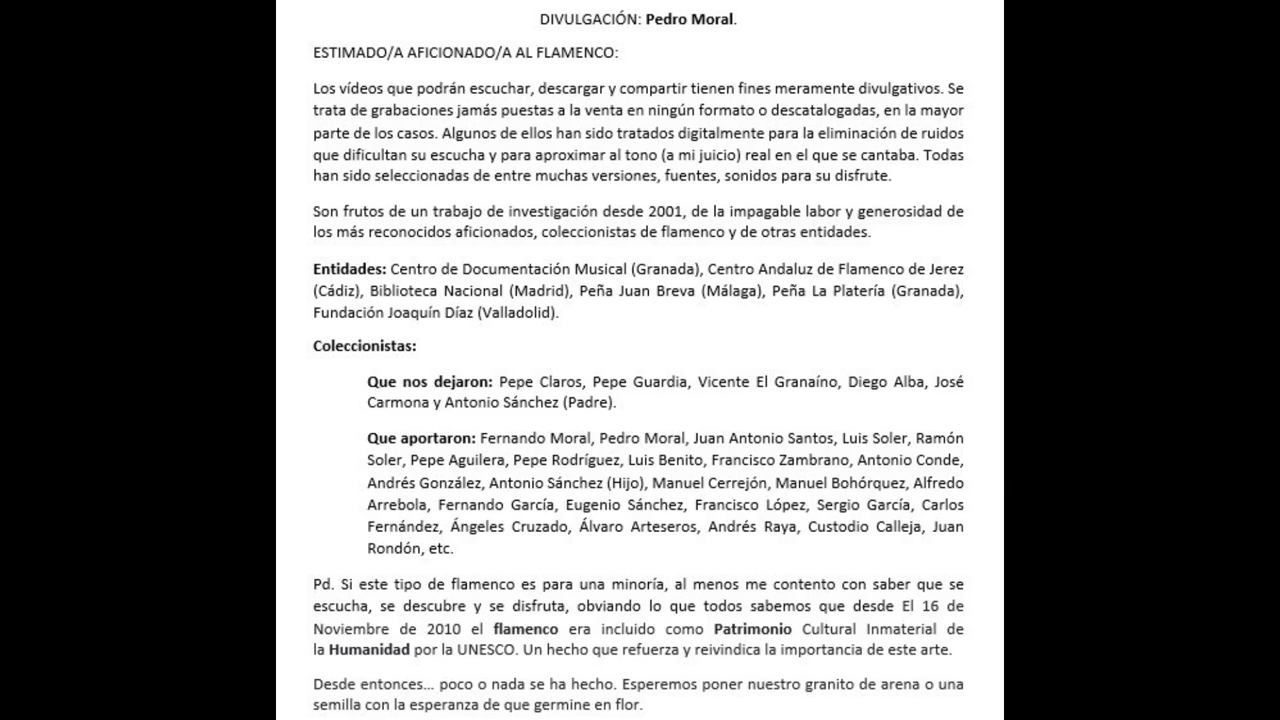 DIVULGACIÓN: Pedro Moral.
ESTIMADO/A AFICIONADO/A AL FLAMENCO:
Los vídeos que podrán escuchar, descargar y compartir tienen fines meramente divulgativos. Se
trata de grabaciones jamás puestas a la venta en ningún formato o descatalogadas, en la mayor
parte de los casos. Algunos de ellos han sido tratados digitalmente para la eliminación de ruidos
que dificultan su escucha y para aproximar al tono (a mi juicio) real en el que se cantaba. Todas
han sido seleccionadas de entre muchas versiones, fuentes, sonidos para su disfrute.
Son frutos de un trabajo de investigación desde 2001, de la impagable labor y generosidad de
los más reconocidos aficionados, coleccionistas de flamenco y de otras entidades.
Entidades: Centro de Documentación Musical (Granada), Centro Andaluz de Flamenco de Jerez
(Cádiz), Biblioteca Nacional (Madrid), Peña Juan Breva (Málaga), Peña La Platería (Granada),
Fundación Joaquín Díaz (Valladolid).
Coleccionistas:
Que nos dejaron: Pepe Claros, Pepe Guardia, Vicente El Granaíno, Diego Alba, José
Carmona y Antonio Sánchez (Padre).
Que aportaron: Fernando Moral, Pedro Moral, Juan Antonio Santos, Luis Soler, Ramón
Soler, Pepe Aguilera, Pepe Rodríguez, Luis Benito, Francisco Zambrano, Antonio Conde,
Andrés González, Antonio Sánchez (Hijo), Manuel Cerrejón, Manuel Bohórquez, Alfredo
Arrebola, Fernando García, Eugenio Sánchez, Francisco López, Sergio García, Carlos
Fernández, Ángeles Cruzado, Álvaro Arteseros, Andrés Raya, Custodio Calleja, Juan
Rondón, etc.
Pd. Si este tipo de flamenco es para una minoría, al menos me contento con saber que se
escucha, se descubre y se disfruta, obviando lo que todos sabemos que desde El 16 de
Noviembre de 2010 el flamenco era incluido como Patrimonio Cultural Inmaterial de
la Humanidad por la UNESCO. Un hecho que refuerza y reivindica la importancia de este arte.
Desde entonces... poco o nada se ha hecho. Esperemos poner nuestro granito de arena o una
semilla con la esperanza de que germine en flor.